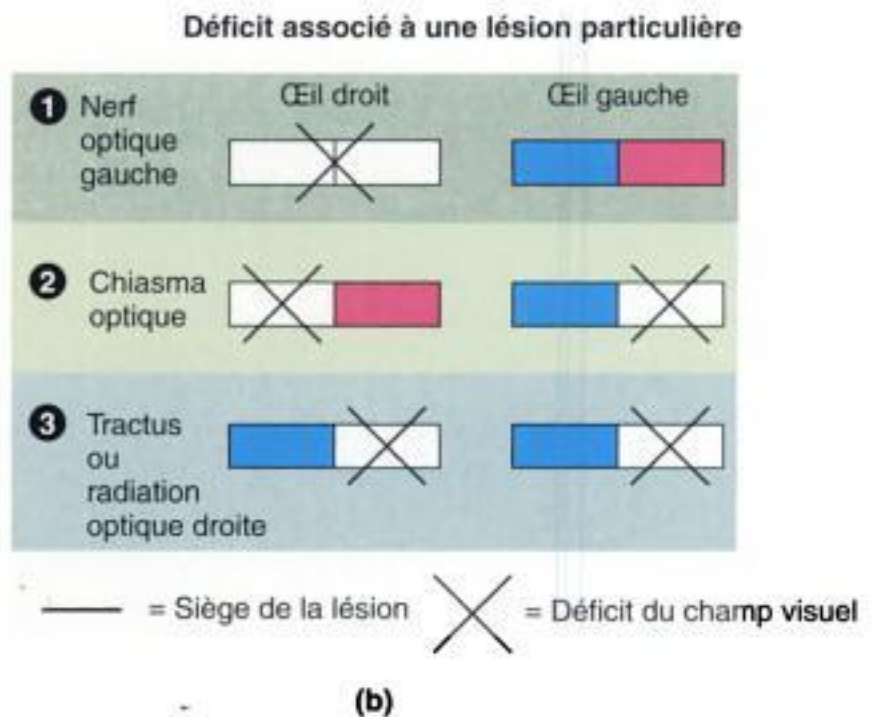 Déficit associé à une lésion particulière
1 Nerf optique gauche
Œil droit
Œil gauche
2 Chiasma optique
3 Tractus ou radiation optique droite
= Siège de la lésion
= Déficit du champ visuel
(b)